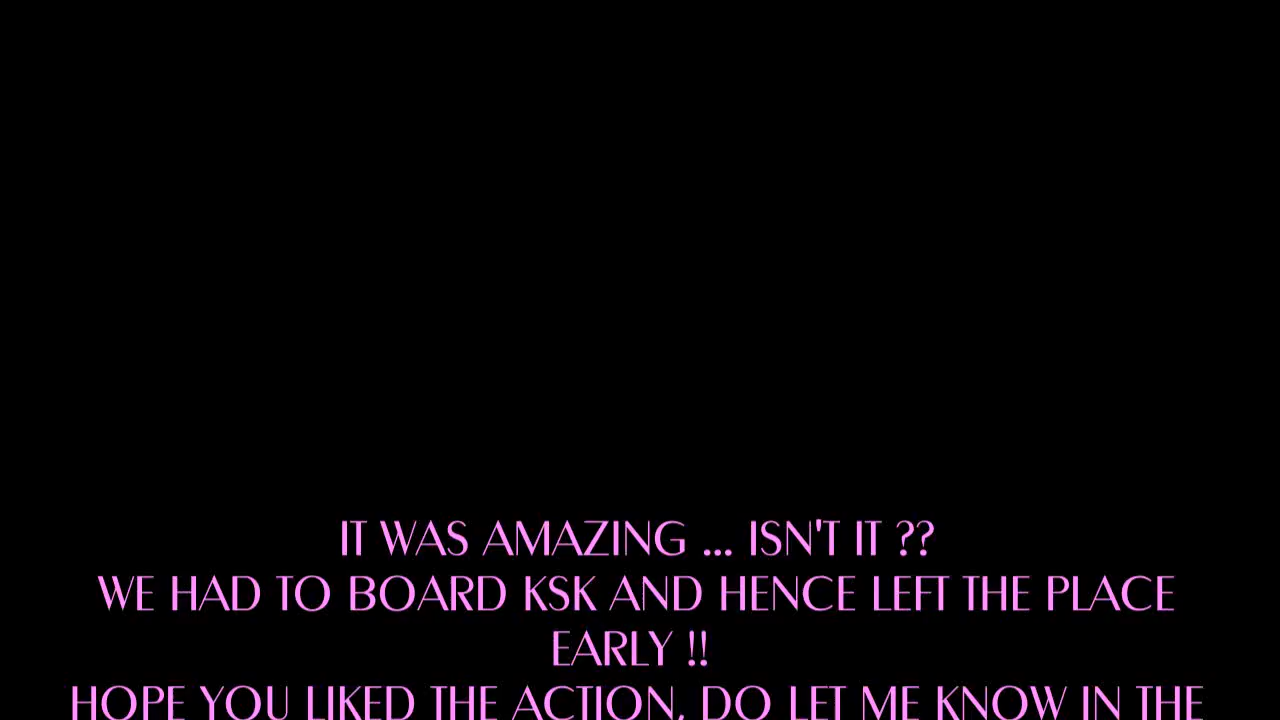 IT WAS AMAZING ... ISN'T IT ??
WE HAD TO BOARD KSK AND HENCE LEFT THE PLACE
EARLY !!
HOPE YOU LIKED THE ACTION, DO LET ME KNOW IN THE